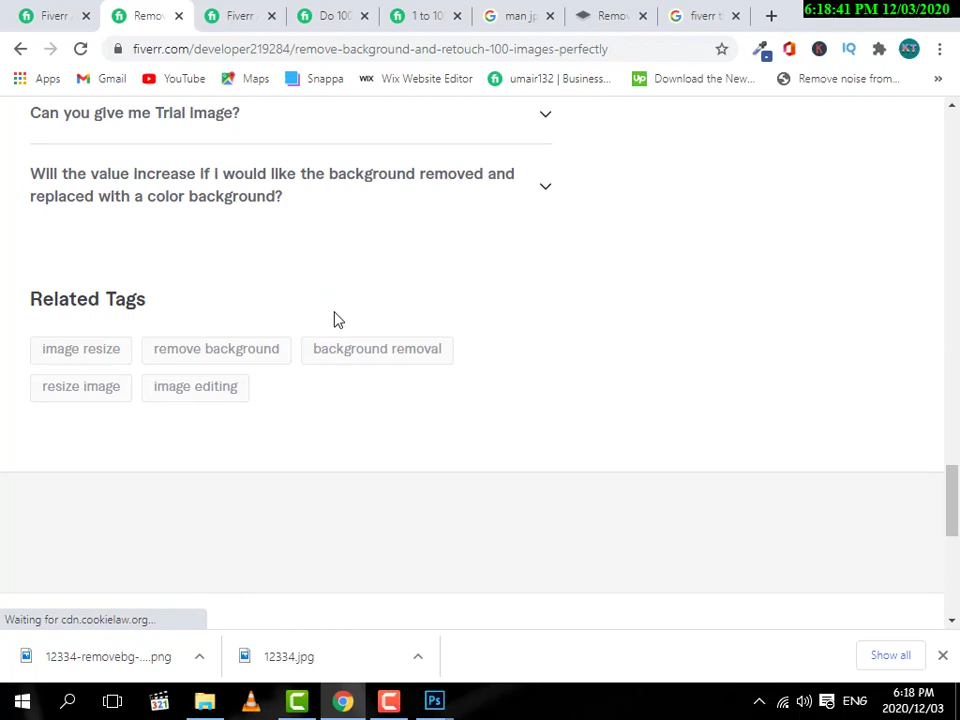 Fiverr
Remov
Fiverr
Do 100
1 to 10
man jp
Remov
fiverr t
6:18:41 PM 12/03/2020
fiverr.com/developer219284/remove-background-and-retouch-100-images-perfectly
Apps
Gmail
YouTube
Maps
Snappa
WIX Wix Website Editor
umair132 | Business...
Download the New...
Remove noise from...
Can you give me Trial Image?
Will the value increase if I would like the background removed and
replaced with a color background?
Related Tags
image resize
remove background
background removal
resize image
image editing
Waiting for cdn.cookielaw.org...
12334-removebg-....png
12334.jpg
Show all
ENG
6:18 PM
2020/12/03